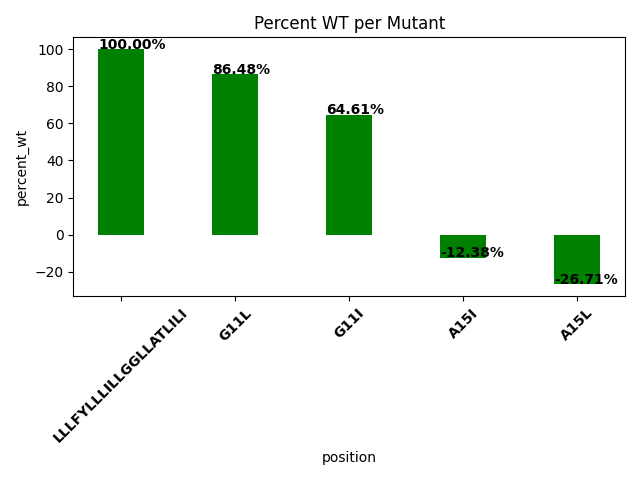 Percent WT per Mutant
percent_wt
100
80
60
40
20
0
−20
100.00%
86.48%
64.61%
-12.38%
-26.71%
LLLFYLLLILLGGLLATLILI
G11L
G11I
A15I
A15L
position